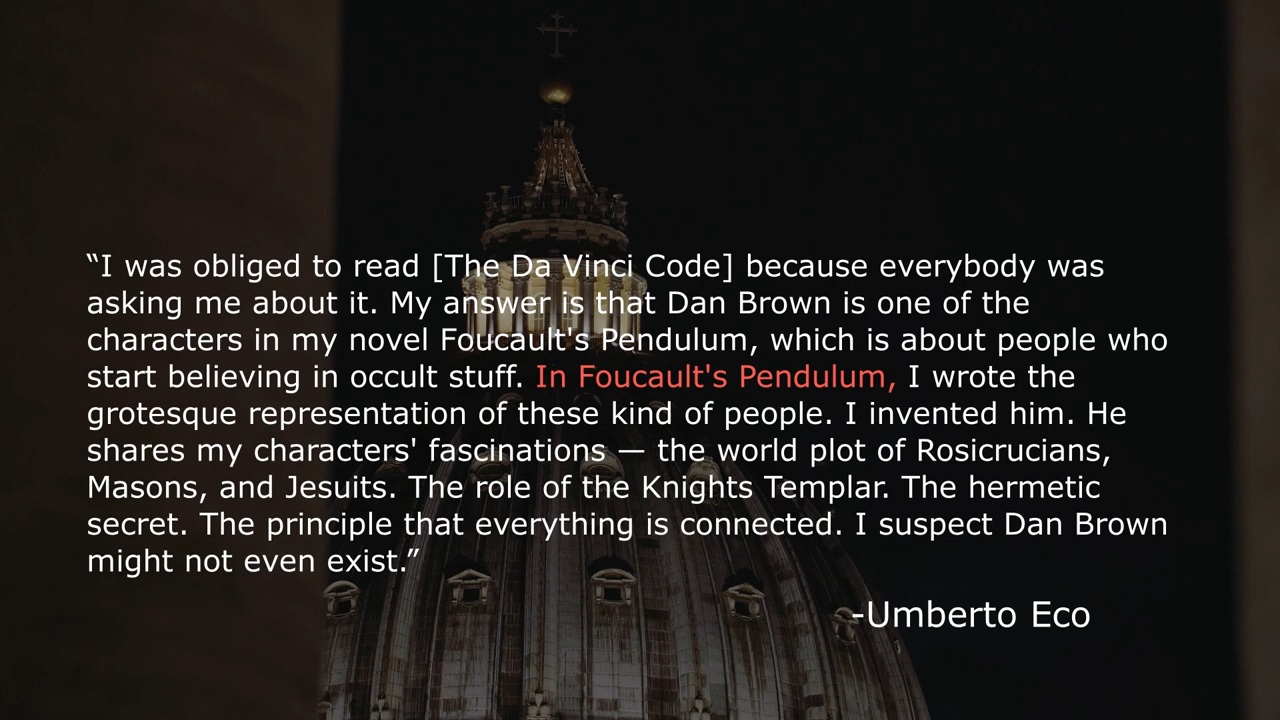 “I was obliged to read [The Da Vinci Code] because everybody was
asking me about it. My answer is that Dan Brown is one of the
characters in my novel Foucault's Pendulum, which is about people who
start believing in occult stuff. In Foucault's Pendulum, I wrote the
grotesque representation of these kind of people. I invented him. He
shares my characters' fascinations — the world plot of Rosicrucians,
Masons, and Jesuits. The role of the Knights Templar. The hermetic
secret. The principle that everything is connected. I suspect Dan Brown
might not even exist.”
-Umberto Eco